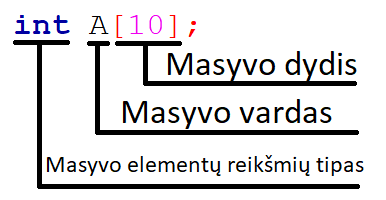 int A[10];
Masyvo dydis
Masyvo vardas
Masyvo elementų reikšmių tipas